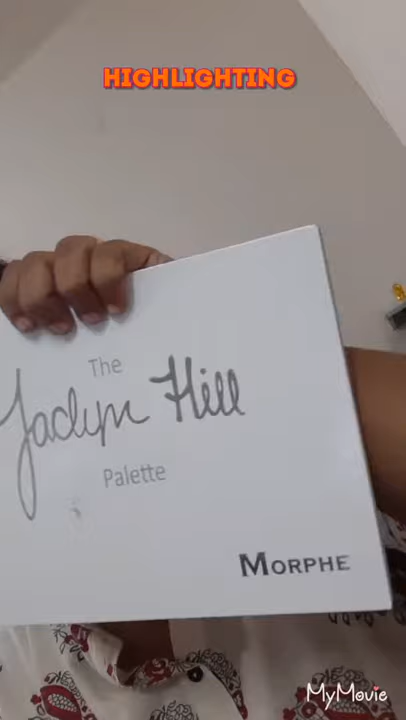 HIGHLIGHTING
The
Jaclyn Hill
Palette
MORPHE
MyMovie